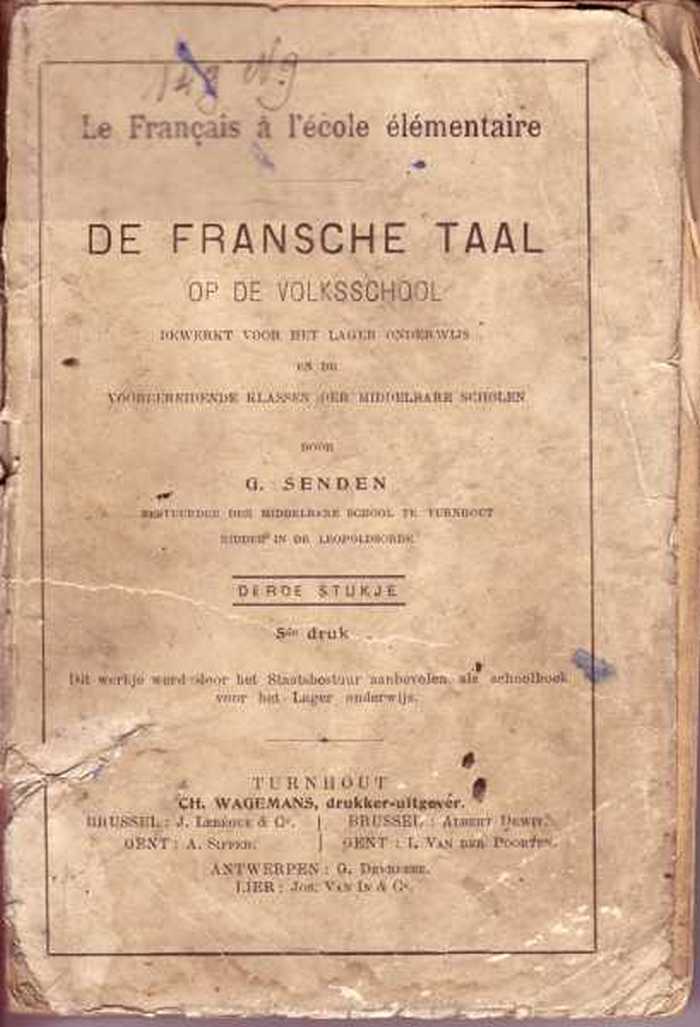 148 N 9
Le Français à l'école élémentaire
DE FRANSCHE TAAL
OP DE VOLKSSCHOOL
BEWERKT VOOR HET LAGER ONDERWIJS
EN DE
VOORBEREIDENDE KLASSEN DER MIDDELBARE SCHOLEN
DOOR
G. SENDEN
BESTUURDER DER MIDDELBARE SCHOOL TE TURNHOUT
RIDDER IN DE LEOPOLDSORDE
DERDE STUKJE
5de druk
Dit werkje werd door het Staatsbestuur aanbevolen als schoolboek
voor het Lager onderwijs.
TURNHOUT
CH. WAGEMANS, drukker-uitgever.
BRUSSEL : J. LEBÈGUE & Cie. | BRUSSEL : ALBERT DEWIT.
GENT : A. SIFFER. | GENT : I. VAN DER POORTEN.
ANTWERPEN : G. DEVREESE.
LIER : JOS. VAN IN & Cie.